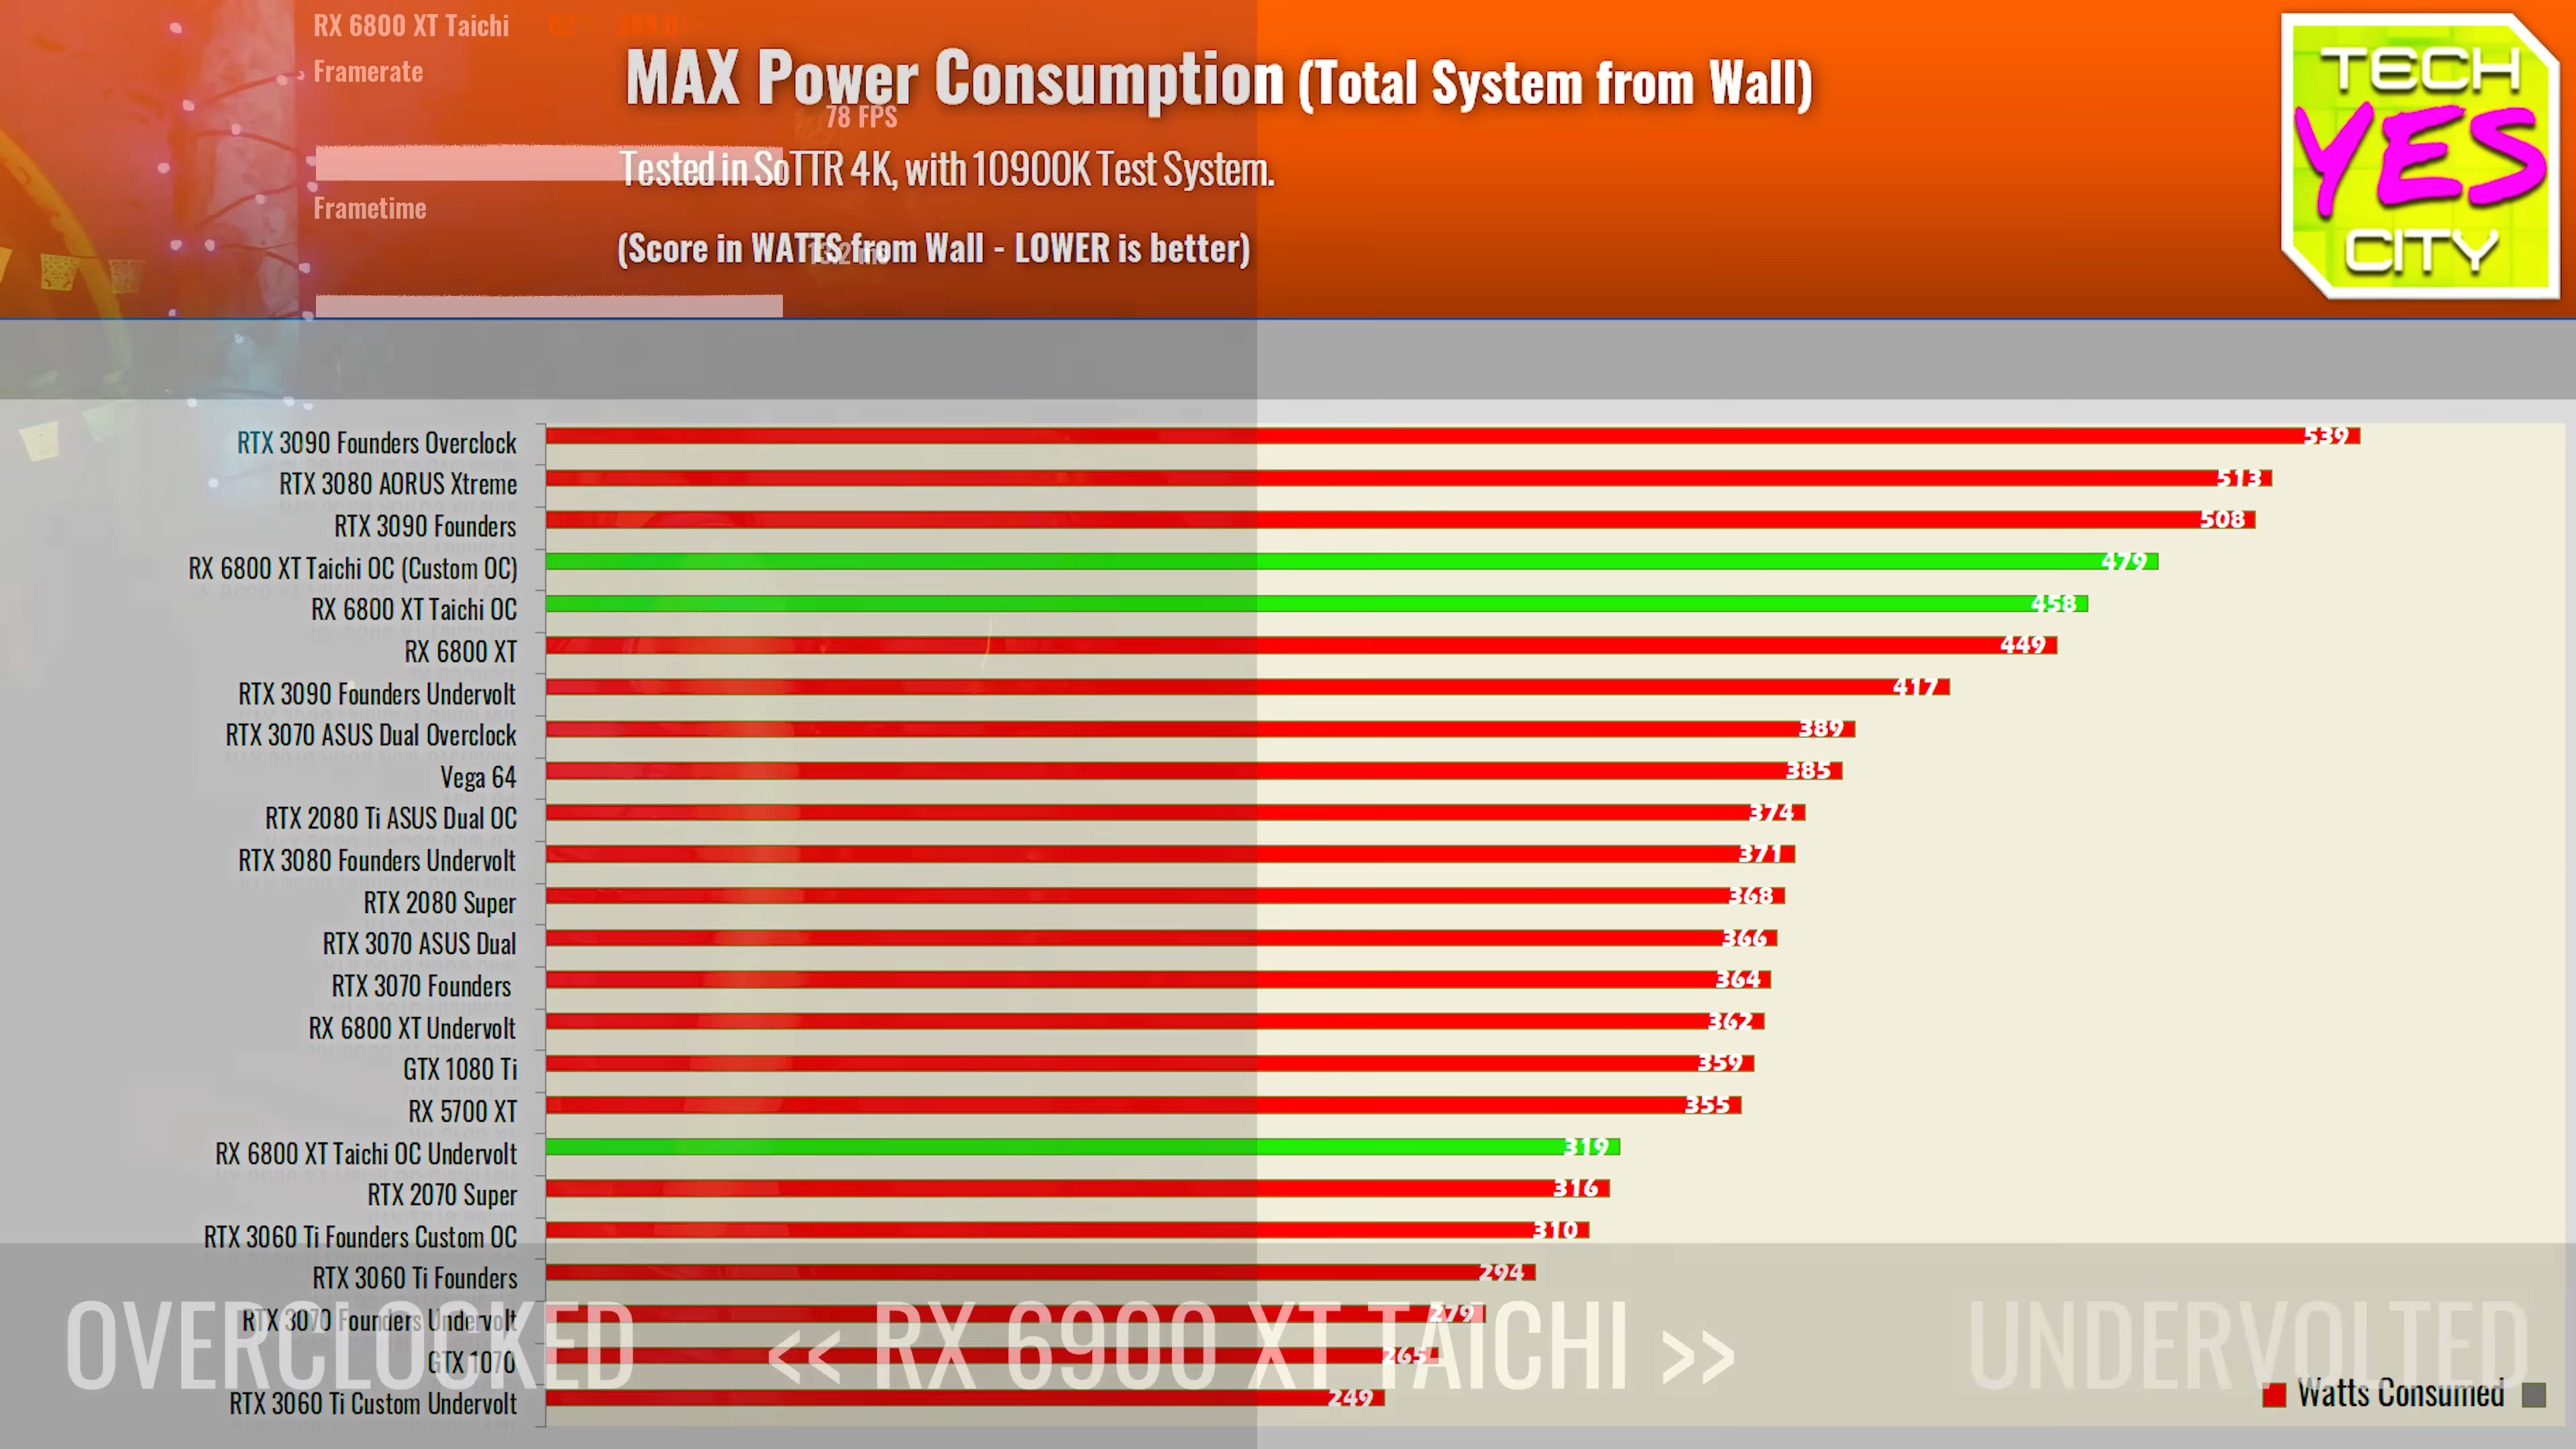 RX 6800 XT Taichi
Framerate
MAX Power Consumption (Total System from Wall)
78 FPS
Tested in SoTTR 4K, with 10900K Test System.
Frametime
(Score in WATTS from Wall - LOWER is better)
TECH
YES
CITY
RTX 3090 Founders Overclock 539
RTX 3080 AORUS Xtreme 513
RTX 3090 Founders 508
RX 6800 XT Taichi OC (Custom OC) 479
RX 6800 XT Taichi OC 458
RX 6800 XT 449
RTX 3090 Founders Undervolt 417
RTX 3070 ASUS Dual Overclock 389
Vega 64 385
RTX 2080 Ti ASUS Dual OC 374
RTX 3080 Founders Undervolt 371
RTX 2080 Super 368
RTX 3070 ASUS Dual 366
RTX 3070 Founders 364
RX 6800 XT Undervolt 362
GTX 1080 Ti 359
RX 5700 XT 355
RX 6800 XT Taichi OC Undervolt 319
RTX 2070 Super 316
RTX 3060 Ti Founders Custom OC 310
RTX 3060 Ti Founders 294
RTX 3070 Founders Undervolt 279
GTX 1070 265
RTX 3060 Ti Custom Undervolt 249
OVERCLOCKED << RX 6900 XT TAICHI >> UNDERVOLTED
Watts Consumed